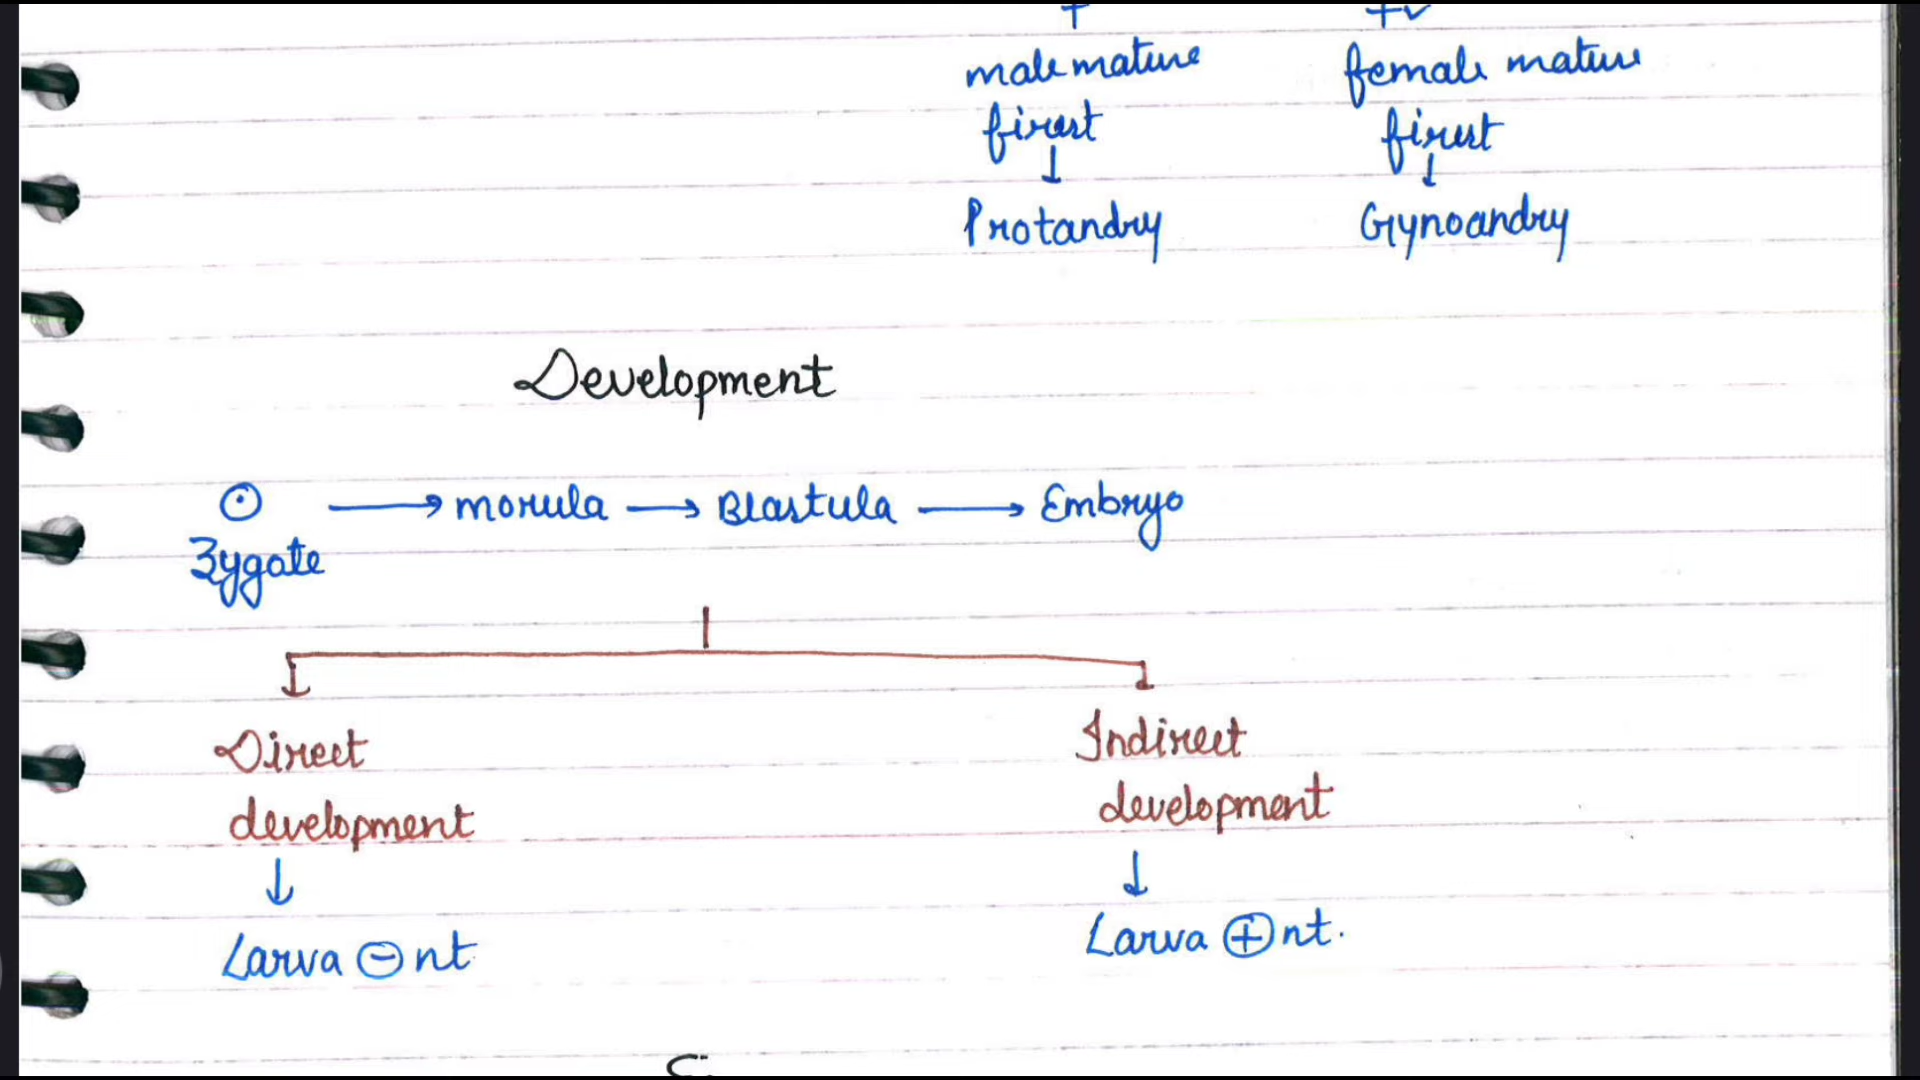 male mature female mature
first first
Protandry Gynoandry
Development
→ morula → Blastula → Embryo
Zygate
Direct Indirect
development development
Larva ⊖ nt Larva ⊕ nt.